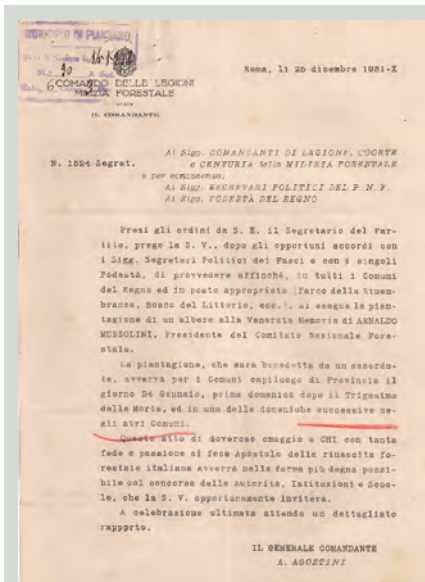 MUNICIPIO DI PIANSANO
COMANDO DELLE LEGIONI
MILIZIA FORESTALE
IL COMANDANTE
Roma, li 25 dicembre 1931-X
N. 1524 Segret.
Ai Sigg. COMANDANTI DI LEGIONE, COORTE
e CENTURIA della MILIZIA FORESTALE
e per conoscenza:
Ai Sigg. SEGRETARI POLITICI DEL P.N.F.
Ai Sigg. PODESTÀ DEL REGNO
Presi gli ordini da S. E. il Segretario del Par-
tito, prego la S. V., dopo gli opportuni accordi con
i Sigg. Segretari Politici dei Fasci e con i singoli
Podestà, di provvedere affinchè, in tutti i Comuni
del Regno ed in posto appropriato (Parco della Rimem-
branza, Bosco del Littorio, ecc.), si esegua la pian-
tagione di un albero alla Venerata Memoria di ARNALDO
MUSSOLINI, Presidente del Comitato Nazionale Fore-
stale.
La piantagione, che sarà benedetta da un sacerdo-
te, avverrà per i Comuni capiluogo di Provincia il
giorno 24 Gennaio, prima domenica dopo il Trigesimo
della Morte, ed in una delle domeniche successive ne-
gli altri Comuni.
Questo atto di doveroso omaggio a CHI con tanta
fede e passione si fece Apostolo della rinascita fo-
restale italiana avverrà nella forma più degna possi-
bile col concorso delle Autorità, Istituzioni e Scuo-
le, che la S. V. opportunamente inviterà.
A celebrazione ultimata attendo un dettagliato
rapporto.
IL GENERALE COMANDANTE
A. AGOSTINI